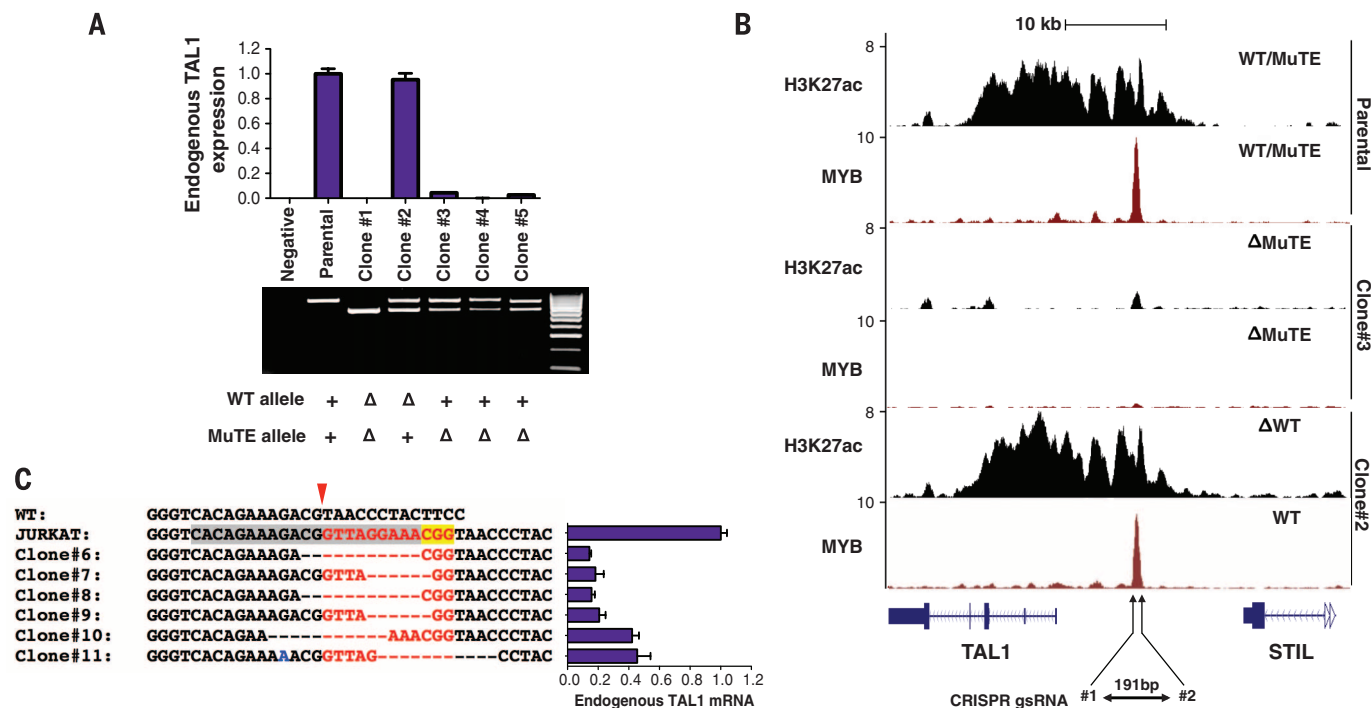 A
Endogenous TAL1
expression
1.2
1.0
0.8
0.6
0.4
0.2
0.0
Negative
Parental
Clone #1
Clone #2
Clone #3
Clone #4
Clone #5
WT allele + Δ Δ + + +
MuTE allele + Δ + Δ Δ Δ
B
10 kb
8
H3K27ac
WT/MuTE
10
MYB
WT/MuTE
Parental
8
H3K27ac
ΔMuTE
10
MYB
ΔMuTE
Clone#3
8
H3K27ac
ΔWT
10
MYB
WT
Clone#2
TAL1
STIL
CRISPR gsRNA #1 191bp #2
C
WT: GGGTCACAGAAAGACGTAACCCTACTTCC
JURKAT: GGGTCACAGAAAGACGGTTAGGAAACGGTAACCCTAC
Clone#6: GGGTCACAGAAAGA-----------CGGTAACCCTAC
Clone#7: GGGTCACAGAAAGACGGTTA------GGTAACCCTAC
Clone#8: GGGTCACAGAAAGA-----------CGGTAACCCTAC
Clone#9: GGGTCACAGAAAGACGGTTA------GGTAACCCTAC
Clone#10: GGGTCACAGAA-----------AAACGGTAACCCTAC
Clone#11: GGGTCACAGAAAAACGGTTAG-----------CCTAC
0.0 0.2 0.4 0.6 0.8 1.0 1.2
Endogenous TAL1 mRNA